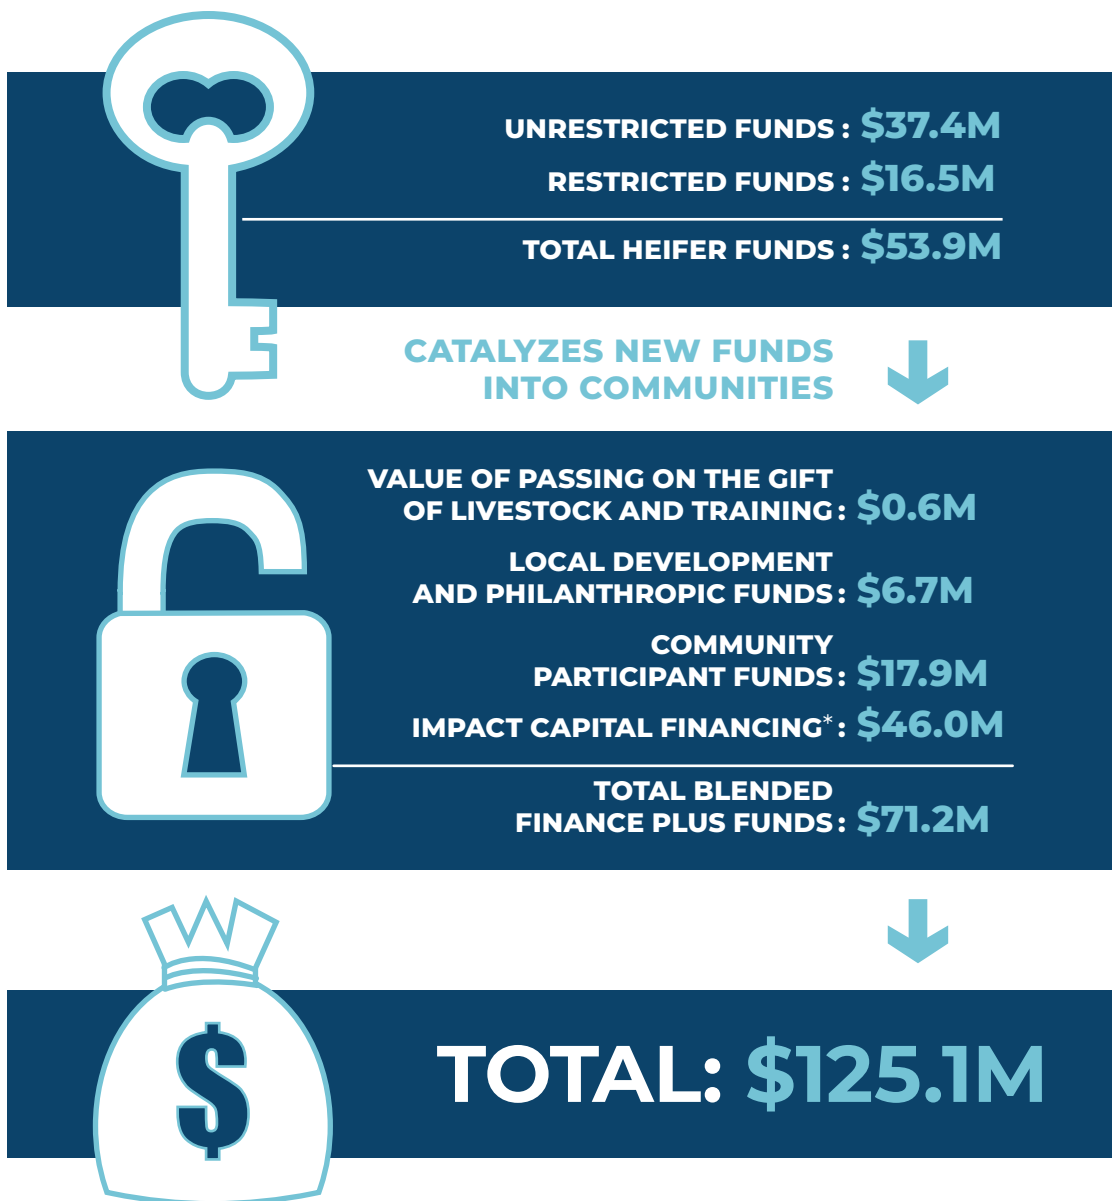 UNRESTRICTED FUNDS : $37.4M
RESTRICTED FUNDS : $16.5M
TOTAL HEIFER FUNDS : $53.9M
CATALYZES NEW FUNDS
INTO COMMUNITIES
VALUE OF PASSING ON THE GIFT
OF LIVESTOCK AND TRAINING : $0.6M
LOCAL DEVELOPMENT
AND PHILANTHROPIC FUNDS : $6.7M
COMMUNITY
PARTICIPANT FUNDS : $17.9M
IMPACT CAPITAL FINANCING* : $46.0M
TOTAL BLENDED
FINANCE PLUS FUNDS : $71.2M
$
TOTAL: $125.1M